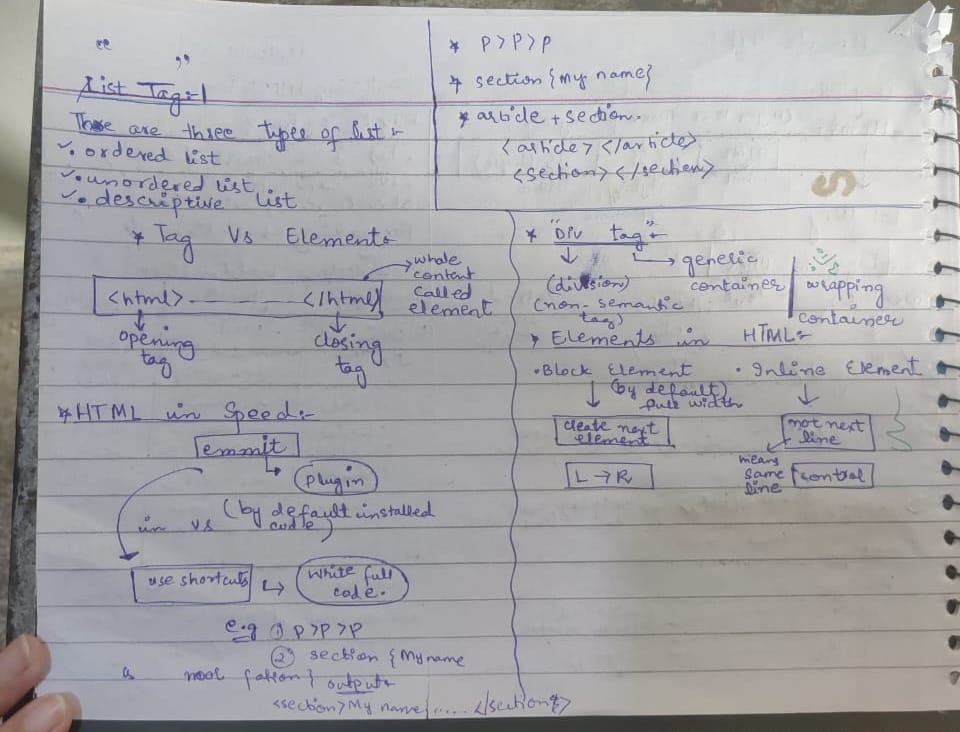 “ ”
List Tag:-
There are three types of list:-
• ordered list
• unordered list
• descriptive list
* Tag Vs Element:-
<html> ------ </html>
whole content called element
opening tag
closing tag
* HTML in Speed:-
emmit
plugin
(by default installed
in vs code)
use shortcuts
write full code.
e.g ① P>P>P
② section {My name
is
} output:-
<section>My name ..... </section>
* P>P>P
* section {My name}
* article + section.
<article></article>
<section></section>
* "Div tag":-
(division)
(non-semantic tag)
generic container
wrapping container
* Elements in HTML:-
• Block Element
(by default)
full width
create next element
L → R
• Inline Element
not next line
means same line
control